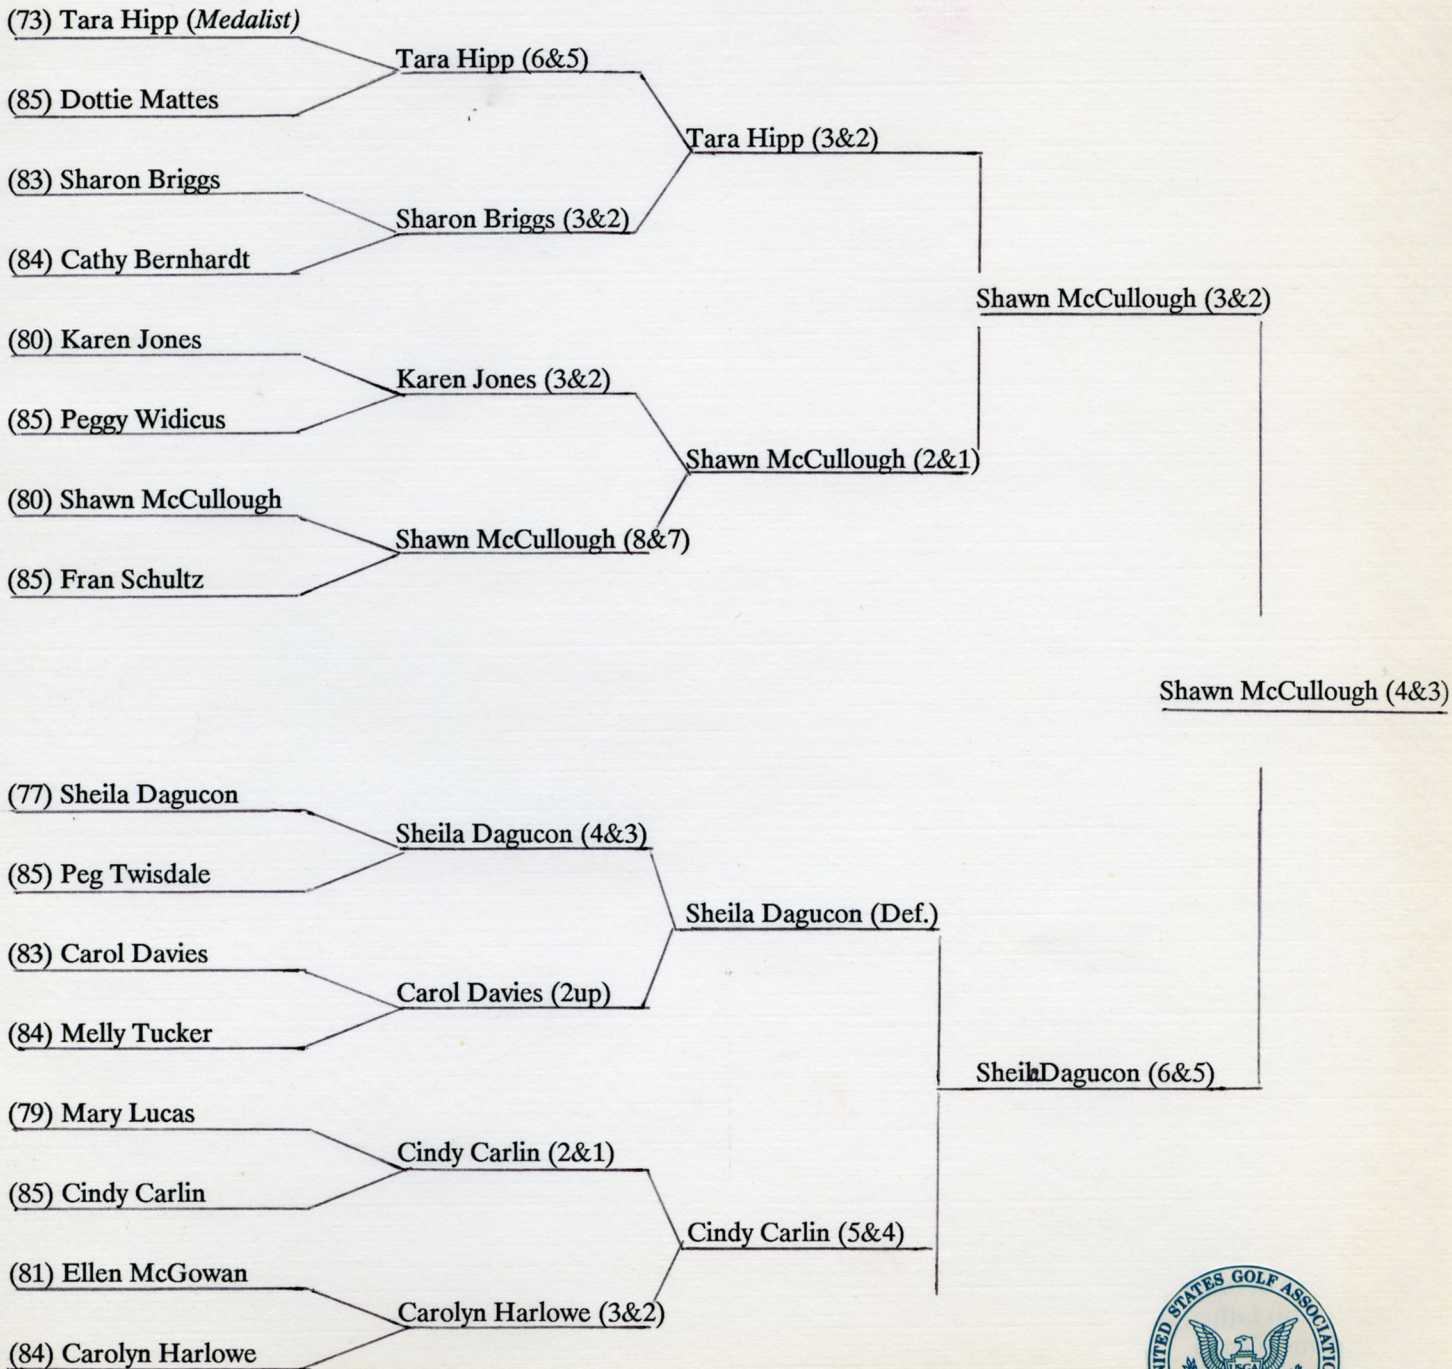 (73) Tara Hipp (Medalist)
Tara Hipp (6&5)
(85) Dottie Mattes
Tara Hipp (3&2)
(83) Sharon Briggs
Sharon Briggs (3&2)
(84) Cathy Bernhardt
Shawn McCullough (3&2)
(80) Karen Jones
Karen Jones (3&2)
(85) Peggy Widicus
Shawn McCullough (2&1)
(80) Shawn McCullough
Shawn McCullough (8&7)
(85) Fran Schultz
Shawn McCullough (4&3)
(77) Sheila Dagucon
Sheila Dagucon (4&3)
(85) Peg Twisdale
Sheila Dagucon (Def.)
(83) Carol Davies
Carol Davies (2up)
(84) Melly Tucker
Sheila Dagucon (6&5)
(79) Mary Lucas
Cindy Carlin (2&1)
(85) Cindy Carlin
Cindy Carlin (5&4)
(81) Ellen McGowan
Carolyn Harlowe (3&2)
(84) Carolyn Harlowe
NITED STATES GOLF ASSOCIATIO
USGA